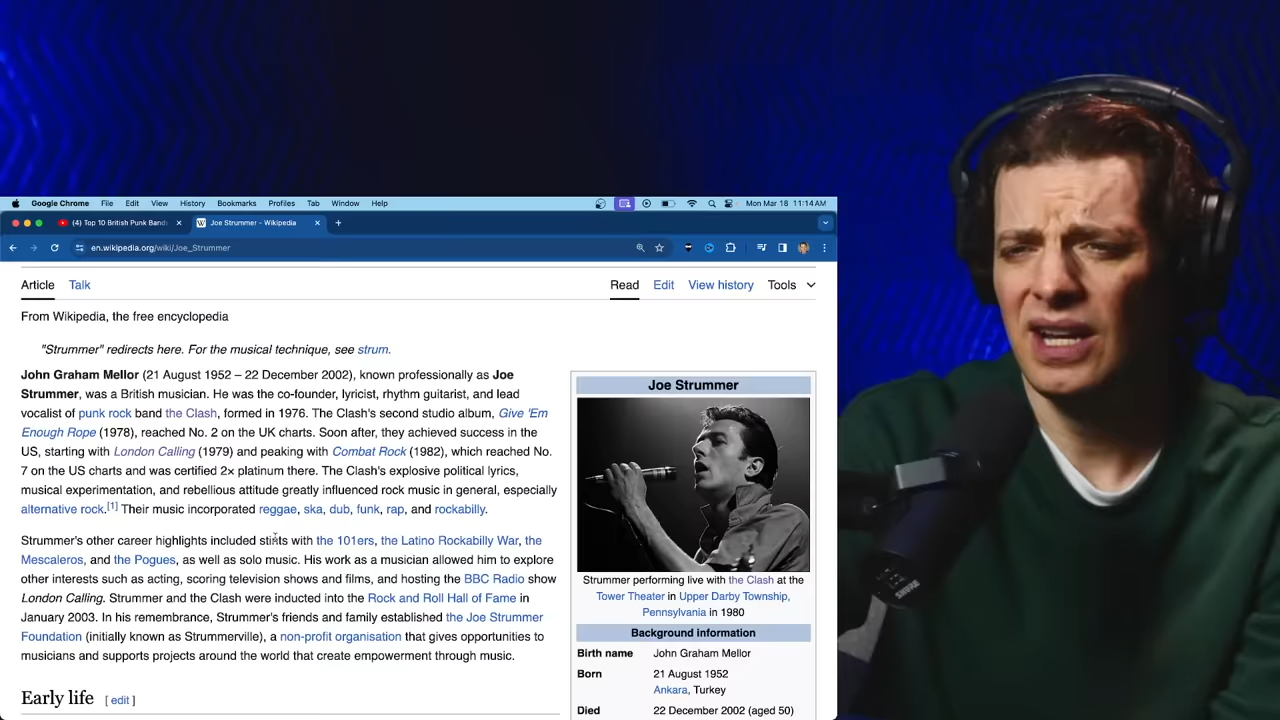 Google Chrome File Edit View History Bookmarks Profiles Tab Window Help Mon Mar 18 11:14 AM
(4) Top 10 British Punk Band Joe Strummer - Wikipedia
en.wikipedia.org/wiki/Joe_Strummer
Article Talk Read Edit View history Tools
From Wikipedia, the free encyclopedia
"Strummer" redirects here. For the musical technique, see strum.
John Graham Mellor (21 August 1952 – 22 December 2002), known professionally as Joe
Strummer, was a British musician. He was the co-founder, lyricist, rhythm guitarist, and lead
vocalist of punk rock band the Clash, formed in 1976. The Clash's second studio album, Give 'Em
Enough Rope (1978), reached No. 2 on the UK charts. Soon after, they achieved success in the
US, starting with London Calling (1979) and peaking with Combat Rock (1982), which reached No.
7 on the US charts and was certified 2× platinum there. The Clash's explosive political lyrics,
musical experimentation, and rebellious attitude greatly influenced rock music in general, especially
alternative rock.[1] Their music incorporated reggae, ska, dub, funk, rap, and rockabilly.
Strummer's other career highlights included stints with the 101ers, the Latino Rockabilly War, the
Mescaleros, and the Pogues, as well as solo music. His work as a musician allowed him to explore
other interests such as acting, scoring television shows and films, and hosting the BBC Radio show
London Calling. Strummer and the Clash were inducted into the Rock and Roll Hall of Fame in
January 2003. In his remembrance, Strummer's friends and family established the Joe Strummer
Foundation (initially known as Strummerville), a non-profit organisation that gives opportunities to
musicians and supports projects around the world that create empowerment through music.
Early life [ edit ]
Joe Strummer
Strummer performing live with the Clash at the
Tower Theater in Upper Darby Township,
Pennsylvania in 1980
Background information
Birth name John Graham Mellor
Born 21 August 1952
Ankara, Turkey
Died 22 December 2002 (aged 50)
SHURE